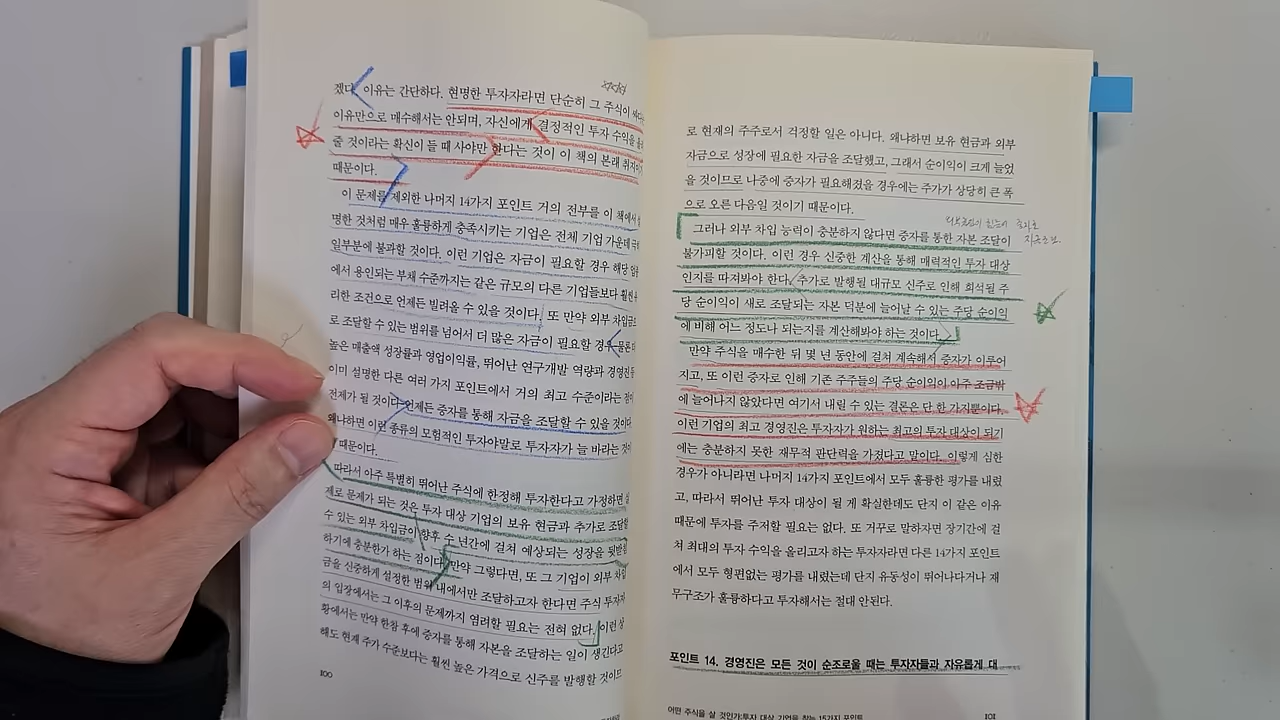 겠다. 이유는 간단하다. 현명한 투자자라면 단순히 그 주식이
이유만으로 매수해서는 안되며, 자신에게 결정적인 투자 수익을
줄 것이라는 확신이 들 때 사야만 한다는 것이 이 책의 본래
때문이다.
이 문제를 제외한 나머지 14가지 포인트 거의 전부를 이 책에서
명한 것처럼 매우 훌륭하게 충족시키는 기업은 전체 기업 가운데
일부분에 불과할 것이다. 이런 기업은 자금이 필요할 경우 해당
에서 용인되는 부채 수준까지는 같은 규모의 다른 기업들보다 훨씬
리한 조건으로 언제든 빌려올 수 있을 것이다. 또 만약 외부
로 조달할 수 있는 범위를 넘어서 더 많은 자금이 필요할
높은 매출액 성장률과 영업이익률, 뛰어난 연구개발 역량과
이미 설명한 다른 여러 가지 포인트에서 거의 최고 수준이라는
전제가 될 것이다. 언제든 증자를 통해 자금을 조달할 수 있을 것이다.
왜냐하면 이런 종류의 모험적인 투자야말로 투자자가 늘 바라는
때문이다.
따라서 아주 특별히 뛰어난 주식에 한정해 투자한다고 가정하면
제로 문제가 되는 것은 투자 대상 기업의 보유 현금과 추가로
수 있는 외부 차입금이 향후 수 년간에 걸쳐 예상되는 성장을
하기에 충분한가 하는 점이다. 만약 그렇다면, 또 그 기업이 외부
금을 신중하게 설정한 범위 내에서만 조달하고자 한다면 주식
의 입장에서는 그 이후의 문제까지 염려할 필요는 전혀 없다. 이런
황에서는 만약 한참 후에 증자를 통해 자본을 조달하는 일이 생긴다고
해도 현재 주가 수준보다는 훨씬 높은 가격으로 신주를 발행할
100
로 현재의 주주로서 걱정할 일은 아니다. 왜냐하면 보유 현금과 외부
자금으로 성장에 필요한 자금을 조달했고, 그래서 순이익이 크게 늘었
을 것이므로 나중에 증자가 필요해졌을 경우에는 주가가 상당히 큰 폭
으로 오른 다음일 것이기 때문이다.
그러나 외부 차입 능력이 충분하지 않다면 증자를 통한 자본 조달이
불가피할 것이다. 이런 경우 신중한 계산을 통해 매력적인 투자 대상
인지를 따져봐야 한다. 추가로 발행될 대규모 신주로 인해 희석될 주
당 순이익이 새로 조달되는 자본 덕분에 늘어날 수 있는 주당 순이익
에 비해 어느 정도나 되는지를 계산해봐야 하는 것이다.
만약 주식을 매수한 뒤 몇 년 동안에 걸쳐 계속해서 증자가 이루어
지고, 또 이런 증자로 인해 기존 주주들의 주당 순이익이 아주 조금밖
에 늘어나지 않았다면 여기서 내릴 수 있는 결론은 단 한 가지뿐이다.
이런 기업의 최고 경영진은 투자자가 원하는 최고의 투자 대상이 되기
에는 충분하지 못한 재무적 판단력을 가졌다고 말이다. 이렇게 심한
경우가 아니라면 나머지 14가지 포인트에서 모두 훌륭한 평가를 내렸
고, 따라서 뛰어난 투자 대상이 될 게 확실한데도 단지 이 같은 이유
때문에 투자를 주저할 필요는 없다. 또 거꾸로 말하자면 장기간에 걸
쳐 최대의 투자 수익을 올리고자 하는 투자자라면 다른 14가지 포인트
에서 모두 형편없는 평가를 내렸는데 단지 유동성이 뛰어나다거나 재
무구조가 훌륭하다고 투자해서는 절대 안된다.
포인트 14. 경영진은 모든 것이 순조로울 때는 투자자들과 자유롭게 대
어떤 주식을 살 것인가:투자 대상 기업을 찾는 15가지 포인트
101